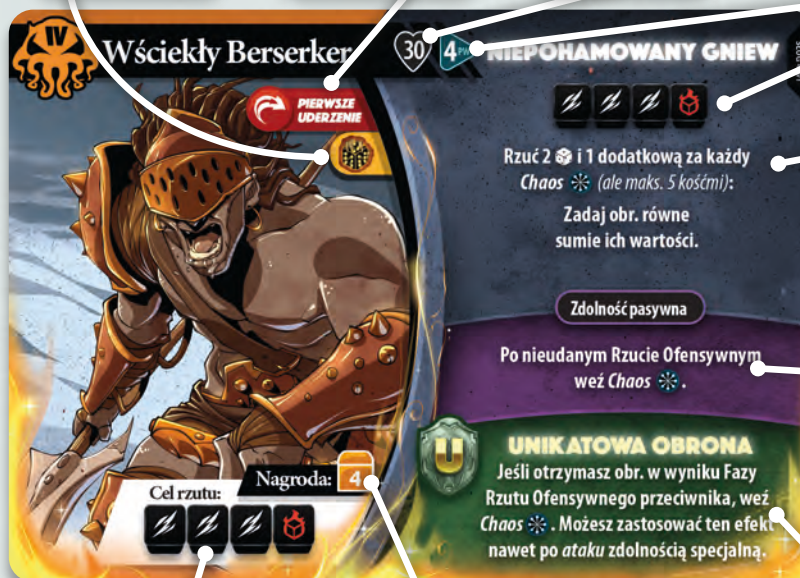 IV
Wściekły Berserker
30
4 PW
PIERWSZE
UDERZENIE
Cel rzutu:
Nagroda: 4
NIEPOHAMOWANY GNIEW
Rzuć 2 i 1 dodatkową za każdy
Chaos (ale maks. 5 kośćmi):
Zadaj obr. równe
sumie ich wartości.
Zdolność pasywna
Po nieudanym Rzucie Ofensywnym
weź Chaos .
U
UNIKATOWA OBRONA
Jeśli otrzymasz obr. w wyniku Fazy
Rzutu Ofensywnego przeciwnika, weź
Chaos . Możesz zastosować ten efekt
nawet po ataku zdolnością specjalną.